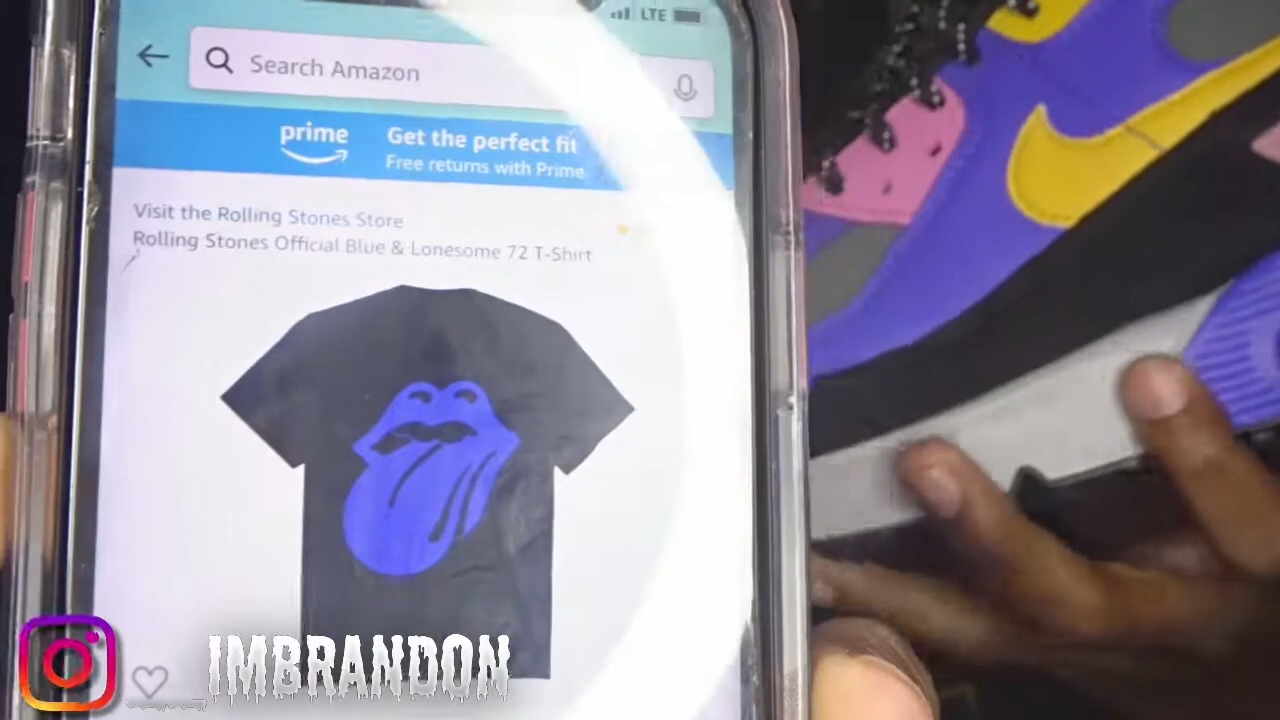 LTE
Search Amazon
prime
Get the perfect fit
Free returns with Prime
Visit the Rolling Stones Store
Rolling Stones Official Blue & Lonesome 72 T-Shirt
IMBRANDON